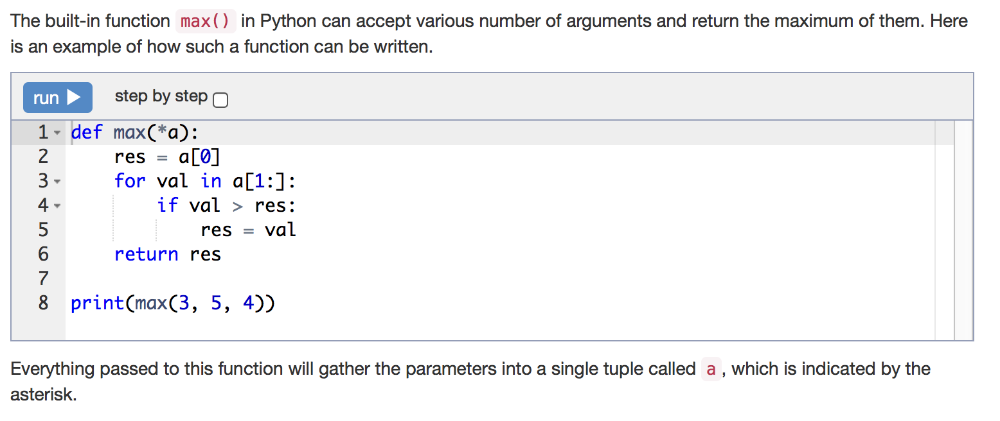 The built-in function max() in Python can accept various number of arguments and return the maximum of them. Here
is an example of how such a function can be written.
run step by step
1 def max(*a):
2     res = a[0]
3     for val in a[1:]:
4         if val > res:
5             res = val
6     return res
7
8 print(max(3, 5, 4))
Everything passed to this function will gather the parameters into a single tuple called a, which is indicated by the
asterisk.